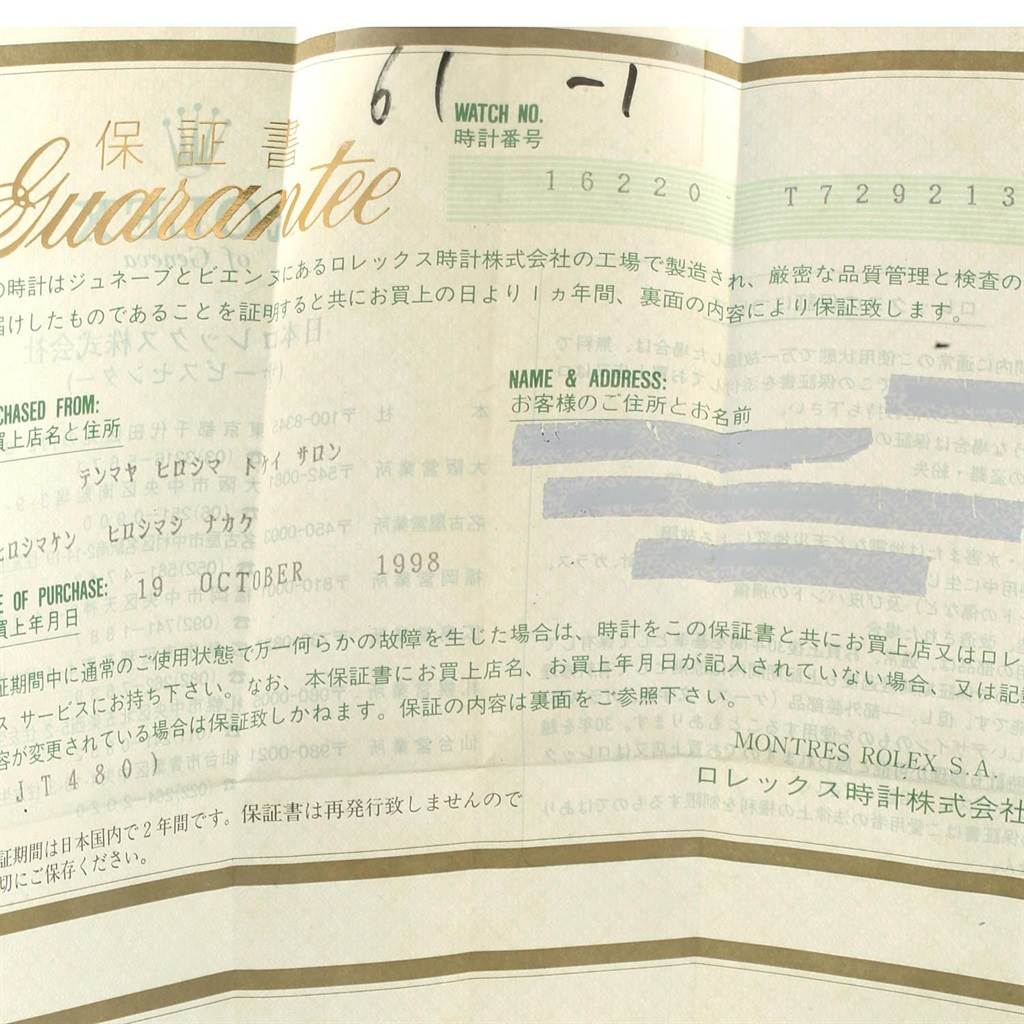 61 -1
保証書
Guarantee
WATCH NO.
時計番号
16220 - T729213
の時計はジュネーブとビエンヌにあるロレックス時計株式会社の工場で製造され、厳密な品質管理と検査の
届けしたものであることを証明すると共にお買上の日より1ヵ年間、裏面の内容により保証致します。
CHASED FROM:
買上店名と住所
NAME & ADDRESS:
お客様のご住所とお名前
テンマヤ ヒロシマ トケイ サロン
ヒロシマケン ヒロシマシ ナカク
E OF PURCHASE: 19 OCTOBER 1998
買上年月日
証期間中に通常のご使用状態で万一何らかの故障を生じた場合は、時計をこの保証書と共にお買上店又はロレ
ス サービスにお持ち下さい。なお、本保証書にお買上店名、お買上年月日が記入されていない場合、又は記
容が変更されている場合は保証致しかねます。保証の内容は裏面をご参照下さい。
JT480)
MONTRES ROLEX S.A.
ロレックス時計株式会社
証期間は日本国内で2年間です。保証書は再発行致しませんので
切にご保存ください。